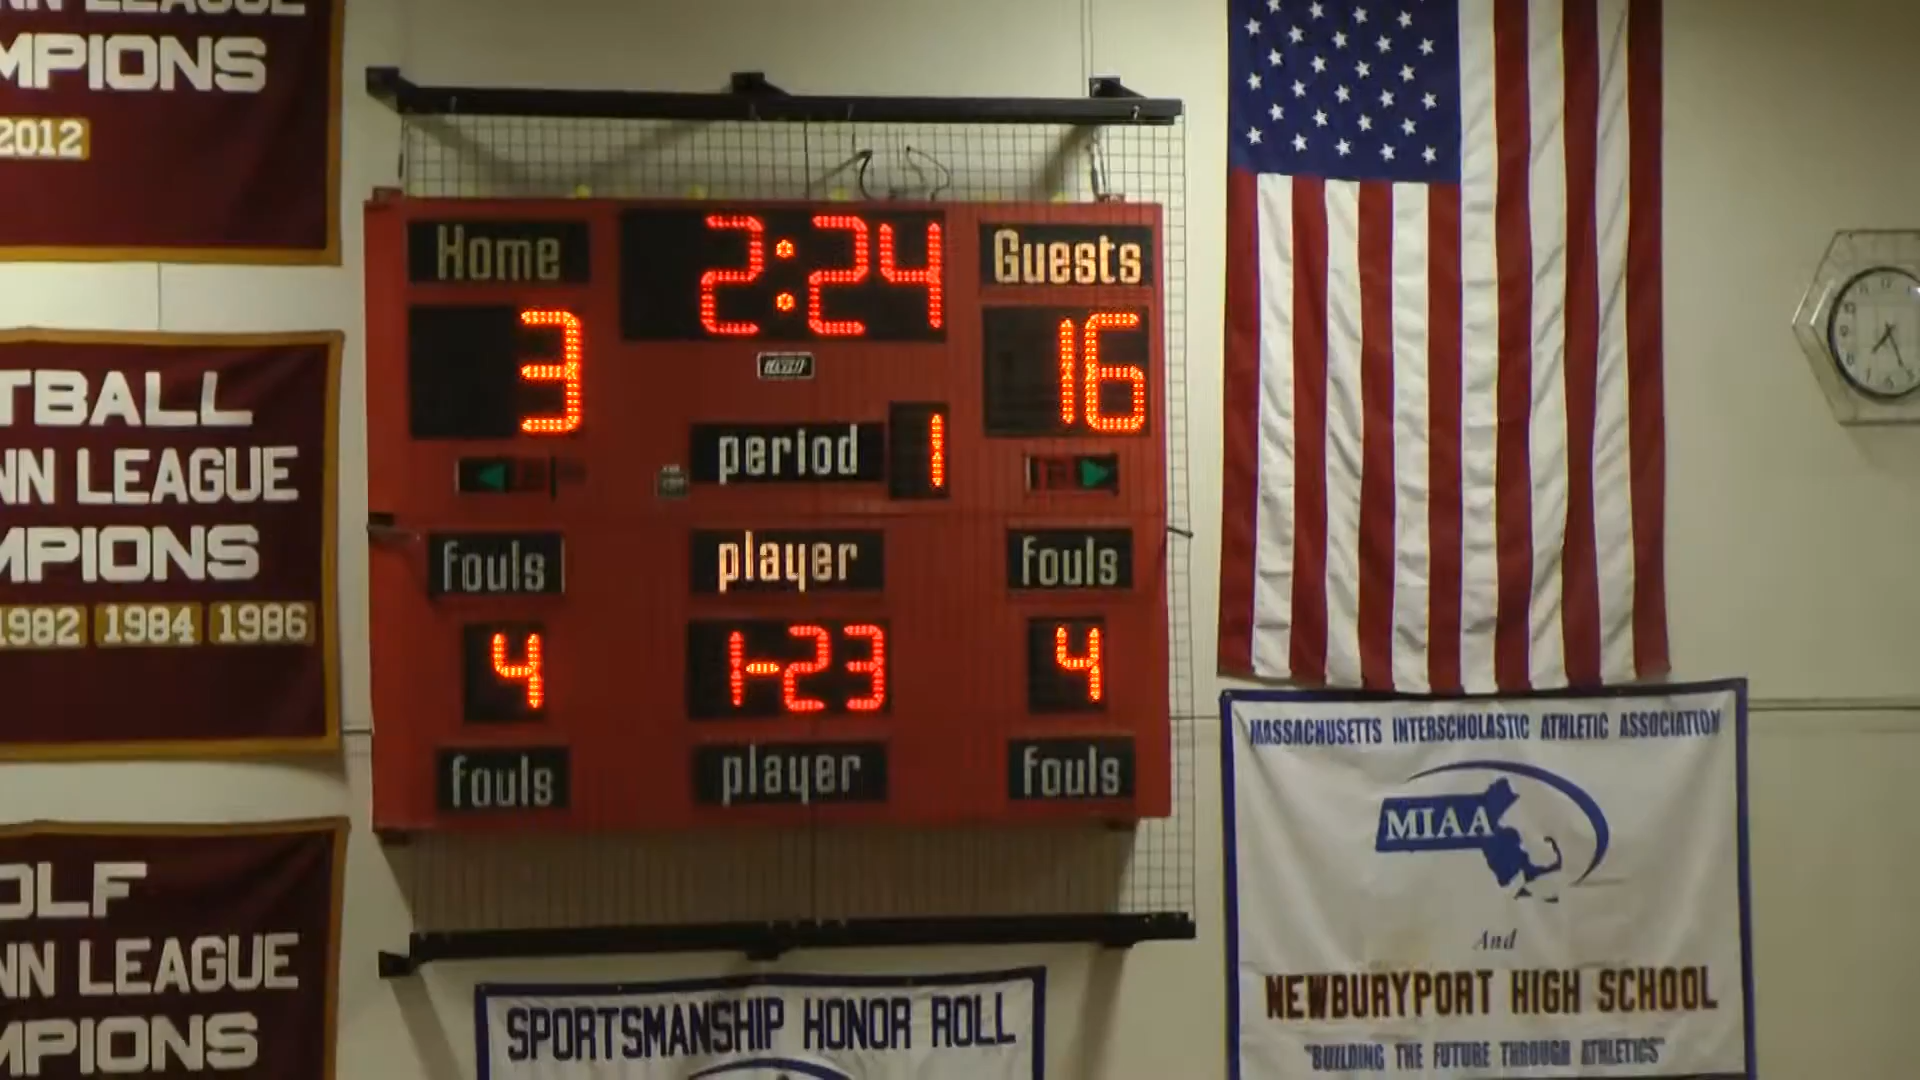 NN LEAGUE
MPIONS
2012
TBALL
NN LEAGUE
MPIONS
1982 1984 1986
OLF
NN LEAGUE
MPIONS
Home
2:24
Guests
3
16
period 1
fouls
player
fouls
4
1-23
4
fouls
player
fouls
SPORTSMANSHIP HONOR ROLL
MASSACHUSETTS INTERSCHOLASTIC ATHLETIC ASSOCIATION
MIAA
And
NEWBURYPORT HIGH SCHOOL
"BUILDING THE FUTURE THROUGH ATHLETICS"